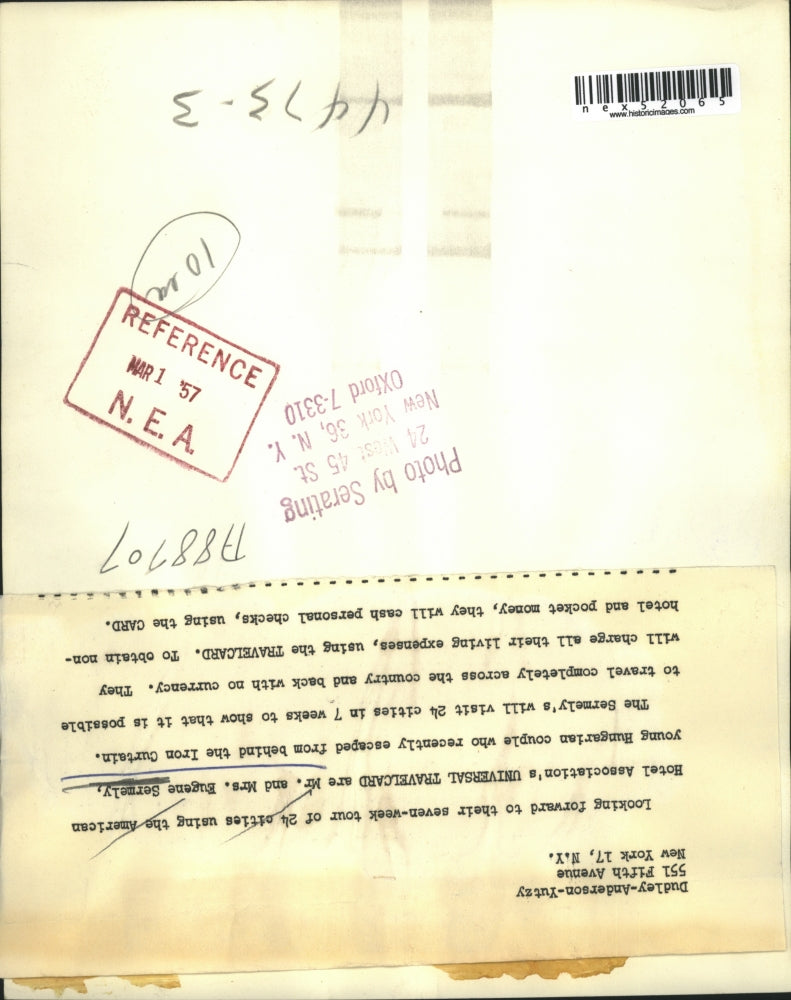 nex52065
www.historicimages.com
4473-3
10 ea
REFERENCE
MAR 1 '57
N. E. A.
Photo by Serating
24 West 45 St.
New York 36, N. Y.
OXford 7-3310
A88707
Dudley-Anderson-Yutzy
551 Fifth Avenue
New York 17, N.Y.
Looking forward to their seven-week tour of 24 cities using the American
Hotel Association's UNIVERSAL TRAVELCARD are Mr. and Mrs. Eugene Sermely,
young Hungarian couple who recently escaped from behind the Iron Curtain.
The Sermely's will visit 24 cities in 7 weeks to show that it is possible
to travel completely across the country and back with no currency. They
will charge all their living expenses, using the TRAVELCARD. To obtain non-
hotel and pocket money, they will cash personal checks, using the CARD.